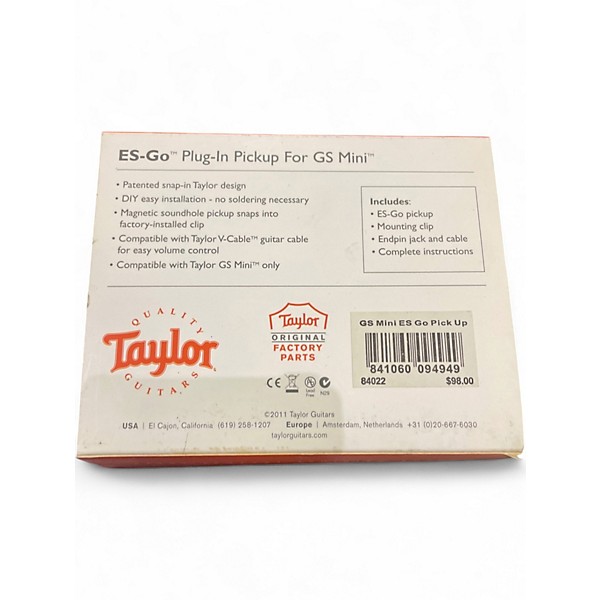 ES-Go™ Plug-In Pickup For GS Mini™
• Patented snap-in Taylor design
• DIY easy installation - no soldering necessary
• Magnetic soundhole pickup snaps into
factory-installed clip
• Compatible with Taylor V-Cable™ guitar cable
for easy volume control
• Compatible with Taylor GS Mini™ only
Includes:
• ES-Go pickup
• Mounting clip
• Endpin jack and cable
• Complete instructions
QUALITY
Taylor
GUITARS
Taylor
ORIGINAL
FACTORY
PARTS
GS Mini ES Go Pick Up
841060 094949
84022 $98.00
CE
Lead
Free
N29
©2011 Taylor Guitars
USA | El Cajon, California (619) 258-1207 Europe | Amsterdam, Netherlands +31 (0)20-667-6030
taylorguitars.com